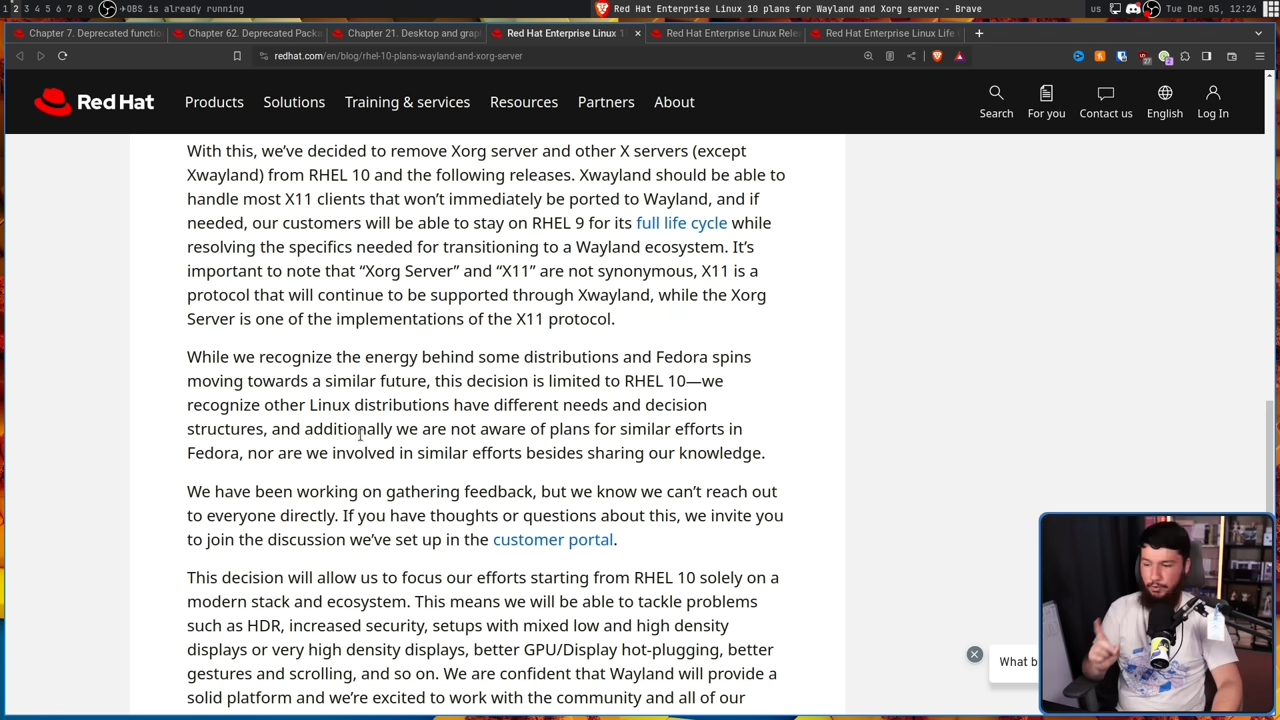 1 2 3 4 5 6 7 8 9 OBS is already running
Red Hat Enterprise Linux 10 plans for Wayland and Xorg server - Brave
us Tue Dec 05, 12:24
Chapter 7. Deprecated functio
Chapter 62. Deprecated Packa
Chapter 21. Desktop and grap
Red Hat Enterprise Linux 1
Red Hat Enterprise Linux Rele
Red Hat Enterprise Linux Life
redhat.com/en/blog/rhel-10-plans-wayland-and-xorg-server
Red Hat
Products Solutions Training & services Resources Partners About
Search For you Contact us English Log In
With this, we’ve decided to remove Xorg server and other X servers (except
Xwayland) from RHEL 10 and the following releases. Xwayland should be able to
handle most X11 clients that won’t immediately be ported to Wayland, and if
needed, our customers will be able to stay on RHEL 9 for its full life cycle while
resolving the specifics needed for transitioning to a Wayland ecosystem. It’s
important to note that “Xorg Server” and “X11” are not synonymous, X11 is a
protocol that will continue to be supported through Xwayland, while the Xorg
Server is one of the implementations of the X11 protocol.
While we recognize the energy behind some distributions and Fedora spins
moving towards a similar future, this decision is limited to RHEL 10—we
recognize other Linux distributions have different needs and decision
structures, and additionally we are not aware of plans for similar efforts in
Fedora, nor are we involved in similar efforts besides sharing our knowledge.
We have been working on gathering feedback, but we know we can’t reach out
to everyone directly. If you have thoughts or questions about this, we invite you
to join the discussion we’ve set up in the customer portal.
This decision will allow us to focus our efforts starting from RHEL 10 solely on a
modern stack and ecosystem. This means we will be able to tackle problems
such as HDR, increased security, setups with mixed low and high density
displays or very high density displays, better GPU/Display hot-plugging, better
gestures and scrolling, and so on. We are confident that Wayland will provide a
solid platform and we’re excited to work with the community and all of our
What b